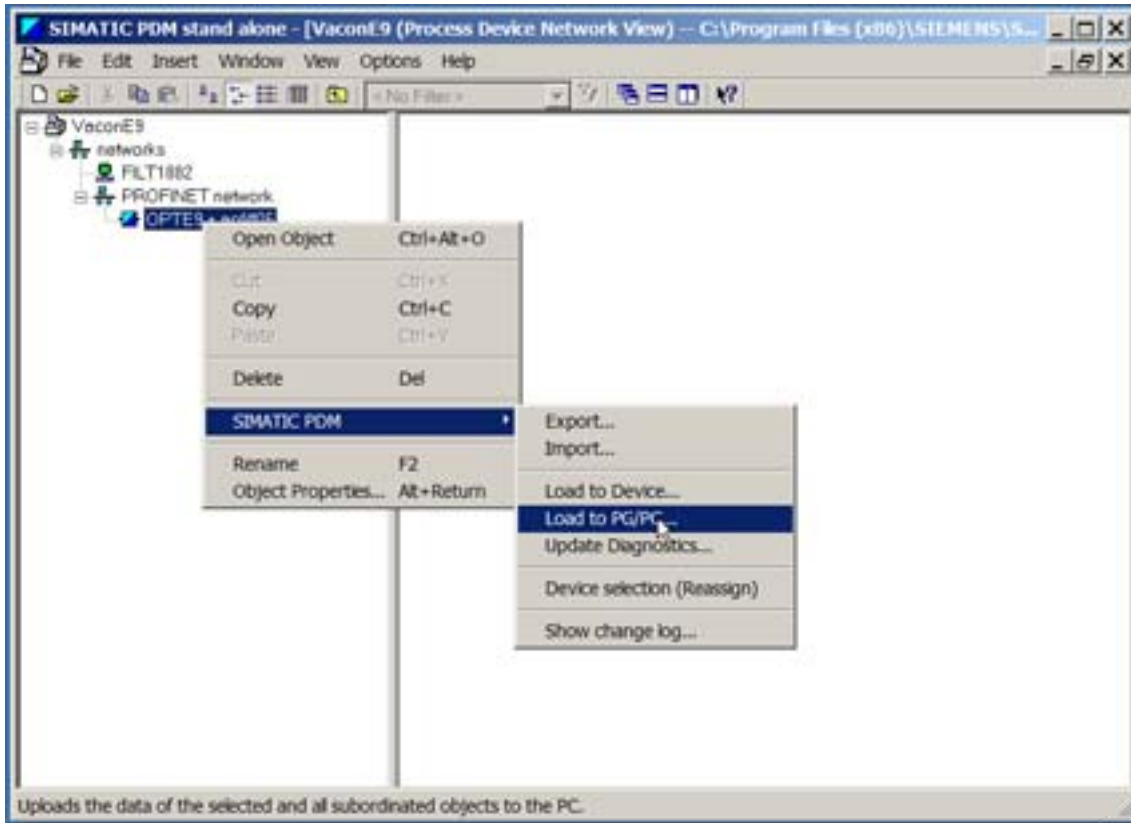 SIMATIC PDM stand alone - [VaconE9 (Process Device Network View) -- C:\Program Files (x86)\SIEMENS\S...
File Edit Insert Window View Options Help
< No Filter >
VaconE9
networks
FILT1882
PROFINET network
OPTE9 -
Open Object Ctrl+Alt+O
Cut Ctrl+X
Copy Ctrl+C
Paste Ctrl+V
Delete Del
SIMATIC PDM
Rename F2
Object Properties... Alt+Return
Export...
Import...
Load to Device...
Load to PG/PC...
Update Diagnostics...
Device selection (Reassign)
Show change log...
Uploads the data of the selected and all subordinated objects to the PC.